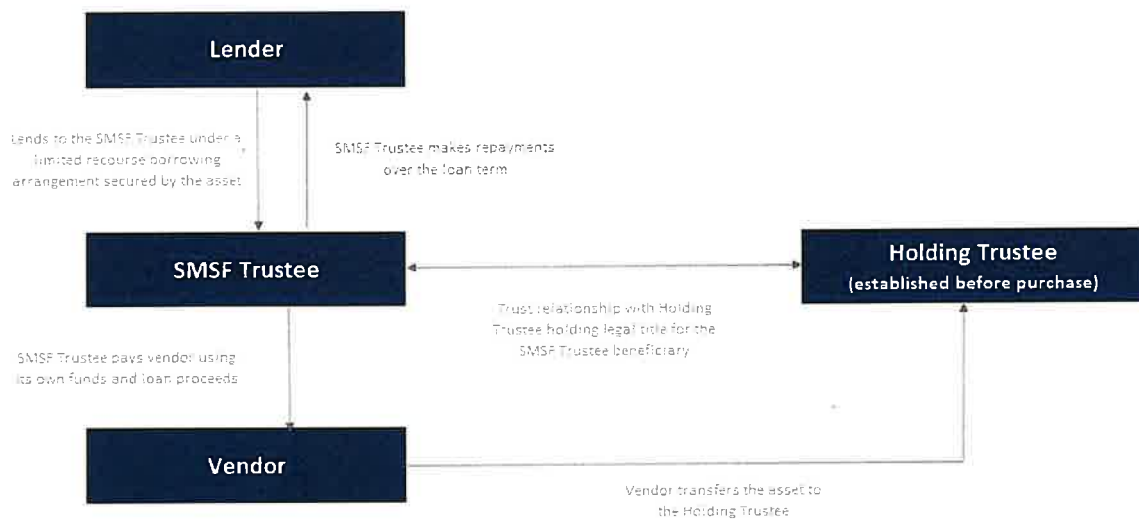 Lender
Lends to the SMSF Trustee under a
limited recourse borrowing
arrangement secured by the asset
SMSF Trustee makes repayments
over the loan term
SMSF Trustee
Holding Trustee
(established before purchase)
Trust relationship with Holding
Trustee holding legal title for the
SMSF Trustee beneficiary
SMSF Trustee pays vendor using
its own funds and loan proceeds
Vendor
Vendor transfers the asset to
the Holding Trustee